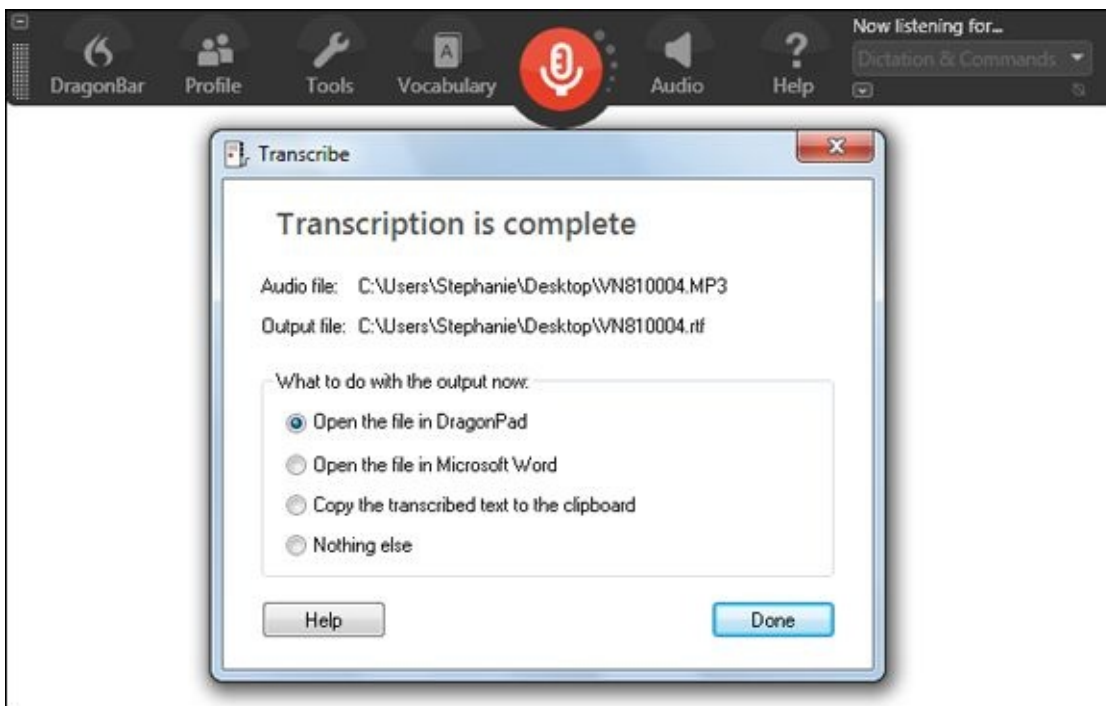 Now listening for...
DragonBar Profile Tools Vocabulary Audio Help Dictation & Commands
Transcribe
Transcription is complete
Audio file: C:\Users\Stephanie\Desktop\VN810004.MP3
Output file: C:\Users\Stephanie\Desktop\VN810004.rtf
What to do with the output now:
Open the file in DragonPad
Open the file in Microsoft Word
Copy the transcribed text to the clipboard
Nothing else
Help Done